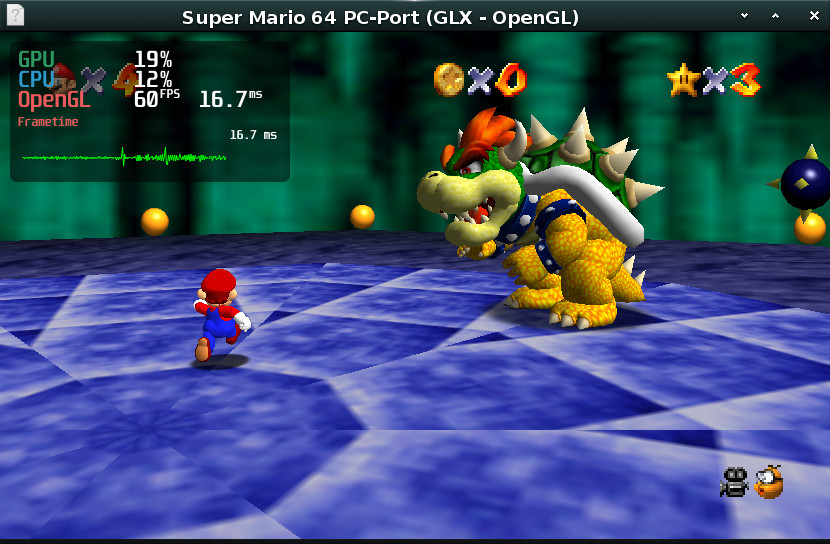 Super Mario 64 PC-Port (GLX - OpenGL)
GPU 19%
CPU 12%
OpenGL 60 FPS 16.7 ms
Frametime
16.7 ms
× 4
× 0
× 3